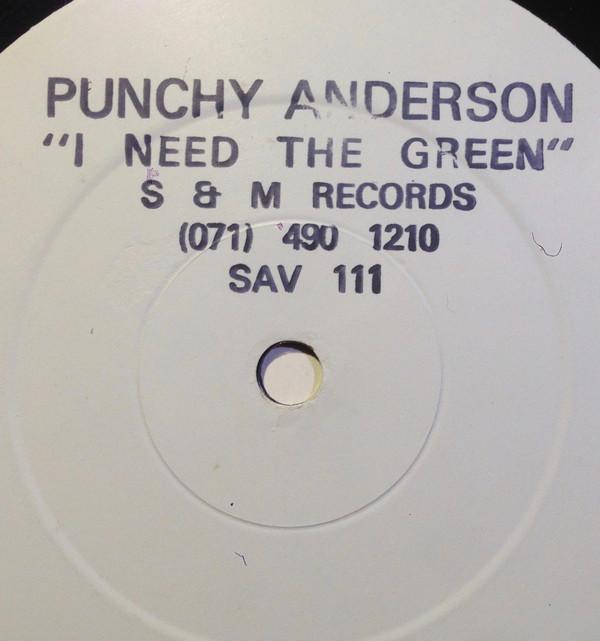 PUNCHY ANDERSON
"I NEED THE GREEN"
S & M RECORDS
(071) 490 1210
SAV 111